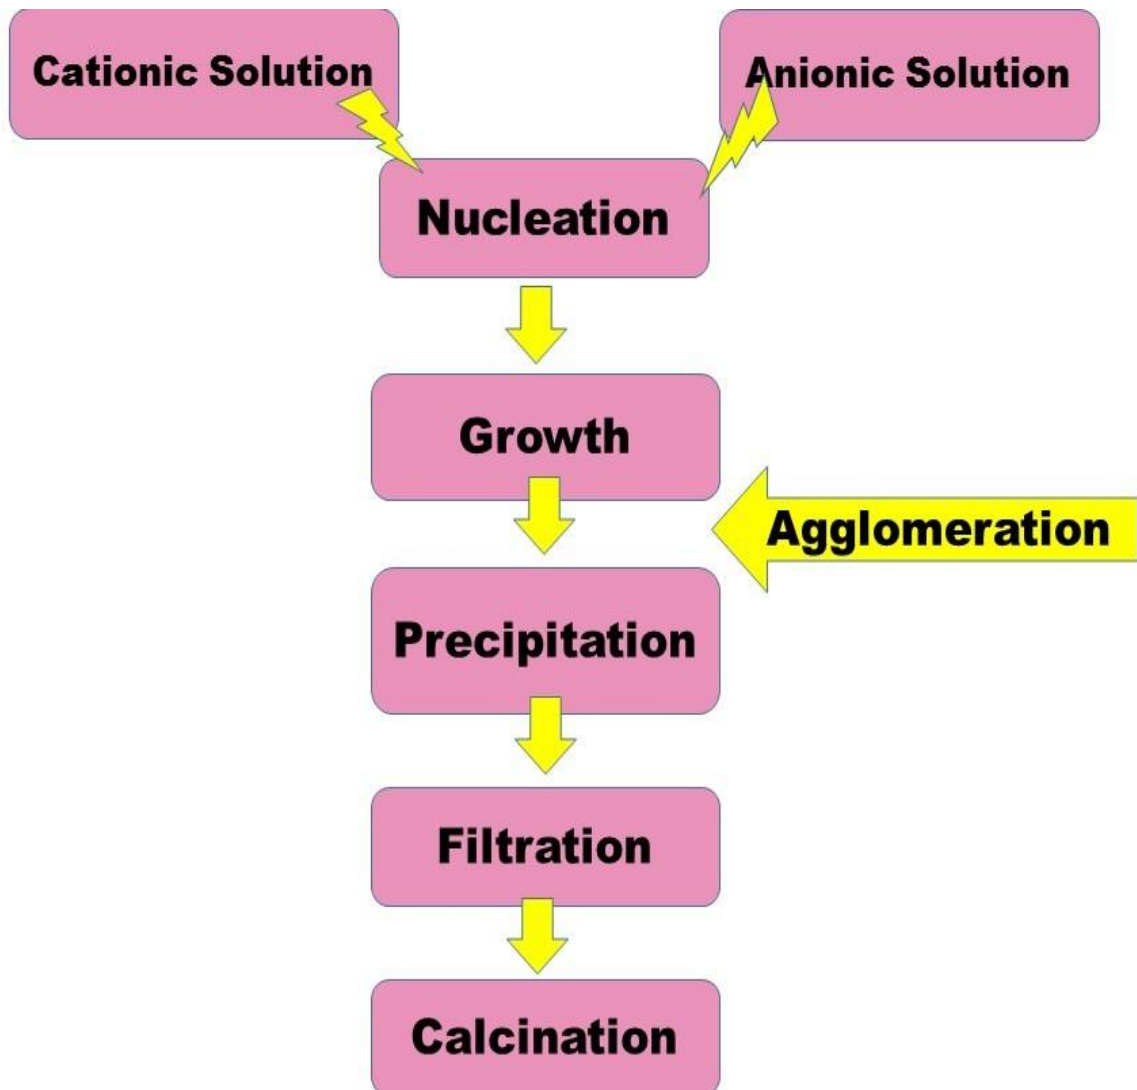 Cationic Solution
Anionic Solution
Nucleation
Growth
Agglomeration
Precipitation
Filtration
Calcination